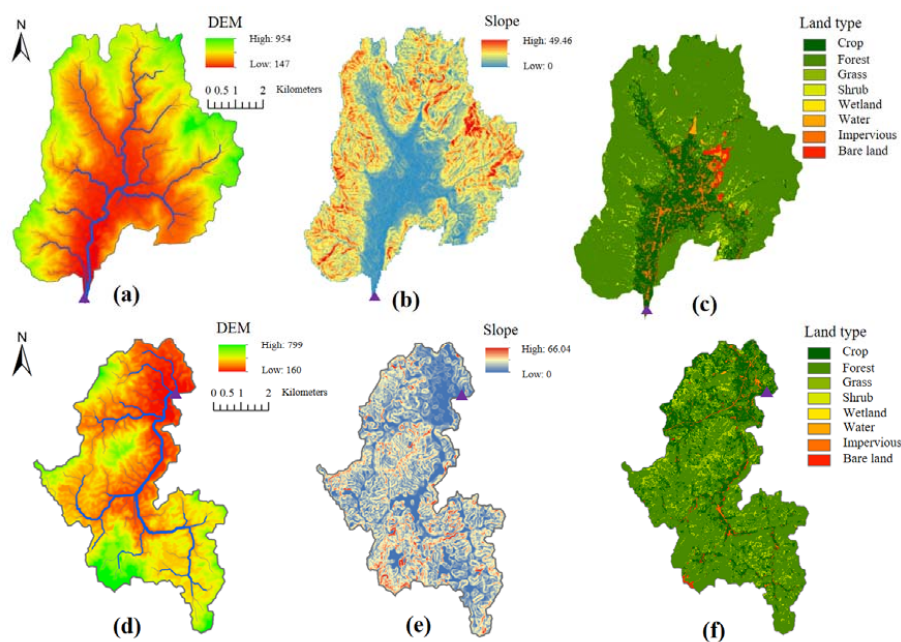 N
DEM
High: 954
Low: 147
0 0.5 1 2 Kilometers
(a)
Slope
High: 49.46
Low: 0
(b)
Land type
Crop
Forest
Grass
Shrub
Wetland
Water
Impervious
Bare land
(c)
N
DEM
High: 799
Low: 160
0 0.5 1 2 Kilometers
(d)
Slope
High: 66.04
Low: 0
(e)
Land type
Crop
Forest
Grass
Shrub
Wetland
Water
Impervious
Bare land
(f)